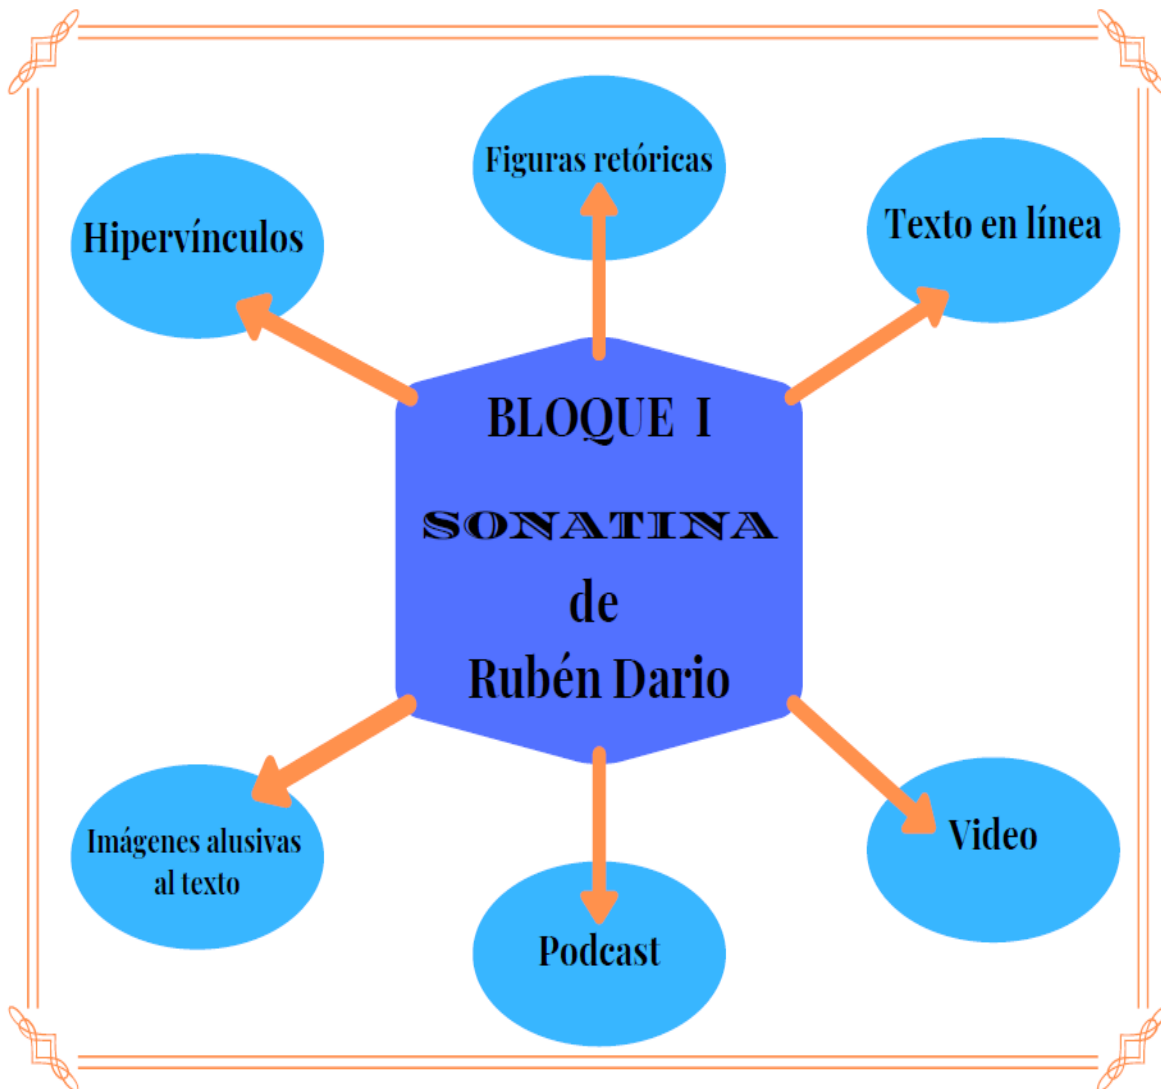 Figuras retóricas
Hipervínculos
Texto en línea
BLOQUE I
SONATINA
de
Rubén Dario
Imágenes alusivas
al texto
Podcast
Video